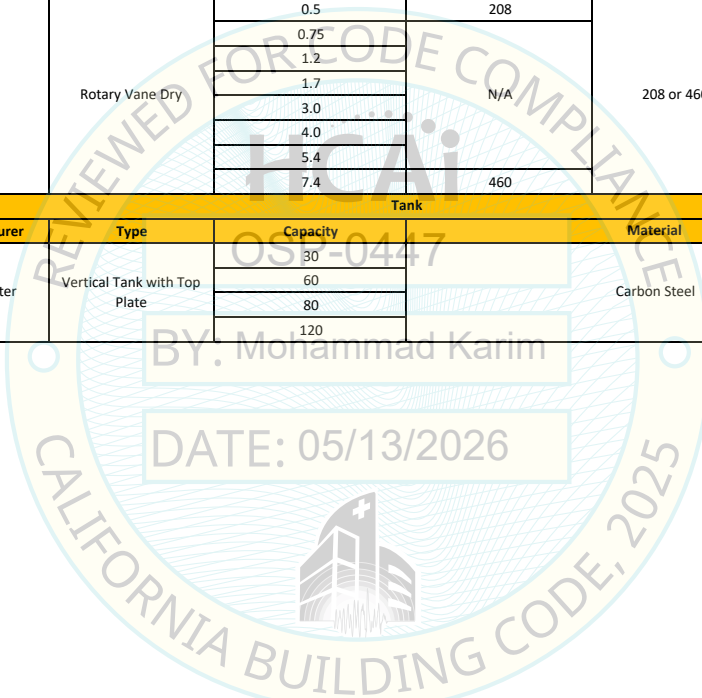 0.5 208
0.75
1.2
Rotary Vane Dry 1.7 N/A 208 or 46
3.0
4.0
5.4
7.4 460
Tank
urer Type Capacity Material
30
ter Vertical Tank with Top Plate 60 Carbon Steel
80
120
REVIEWED FOR CODE COMPLIANCE
HCAi
OSP-0447
BY: Mohammad Karim
DATE: 05/13/2026
CALIFORNIA BUILDING CODE, 2025